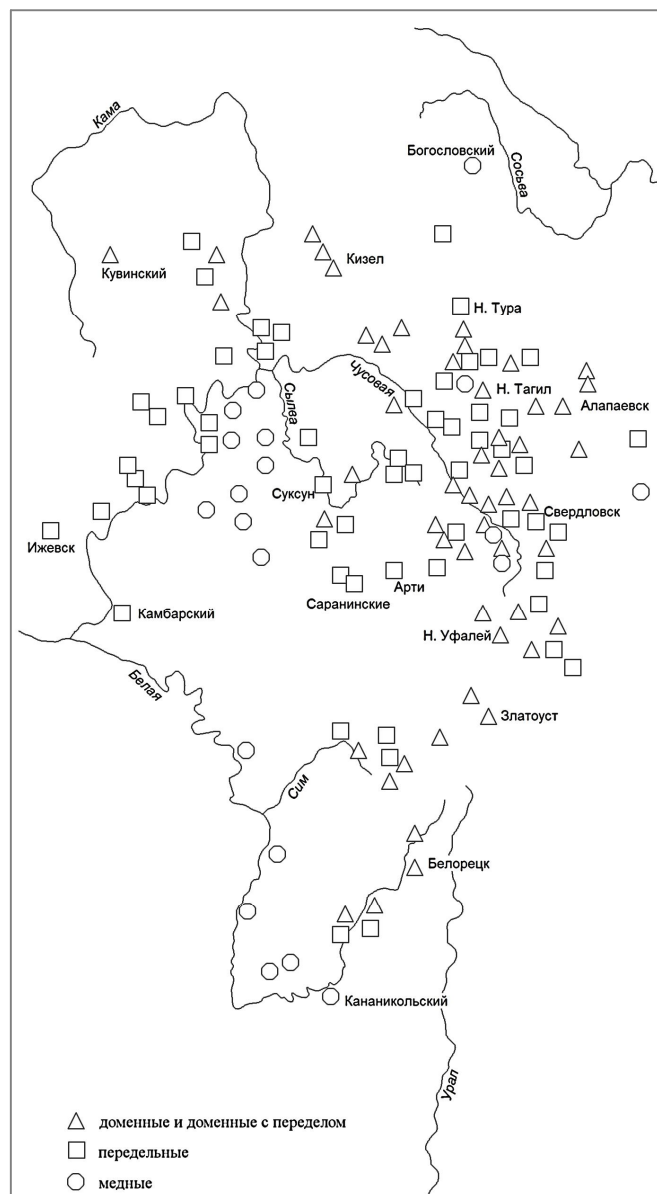 Кама
Богословский
Сосьва
Кувинский
Кизел
Н. Тура
Чусовая
Сылва
Н. Тагил
Алапаевск
Суксун
Свердловск
Ижевск
Арти
Саранинские
Камбарский
Н. Уфалей
Белая
Златоуст
Сим
Белорецк
Кананикольский
Урал
доменные и доменные с переделом
передельные
медные